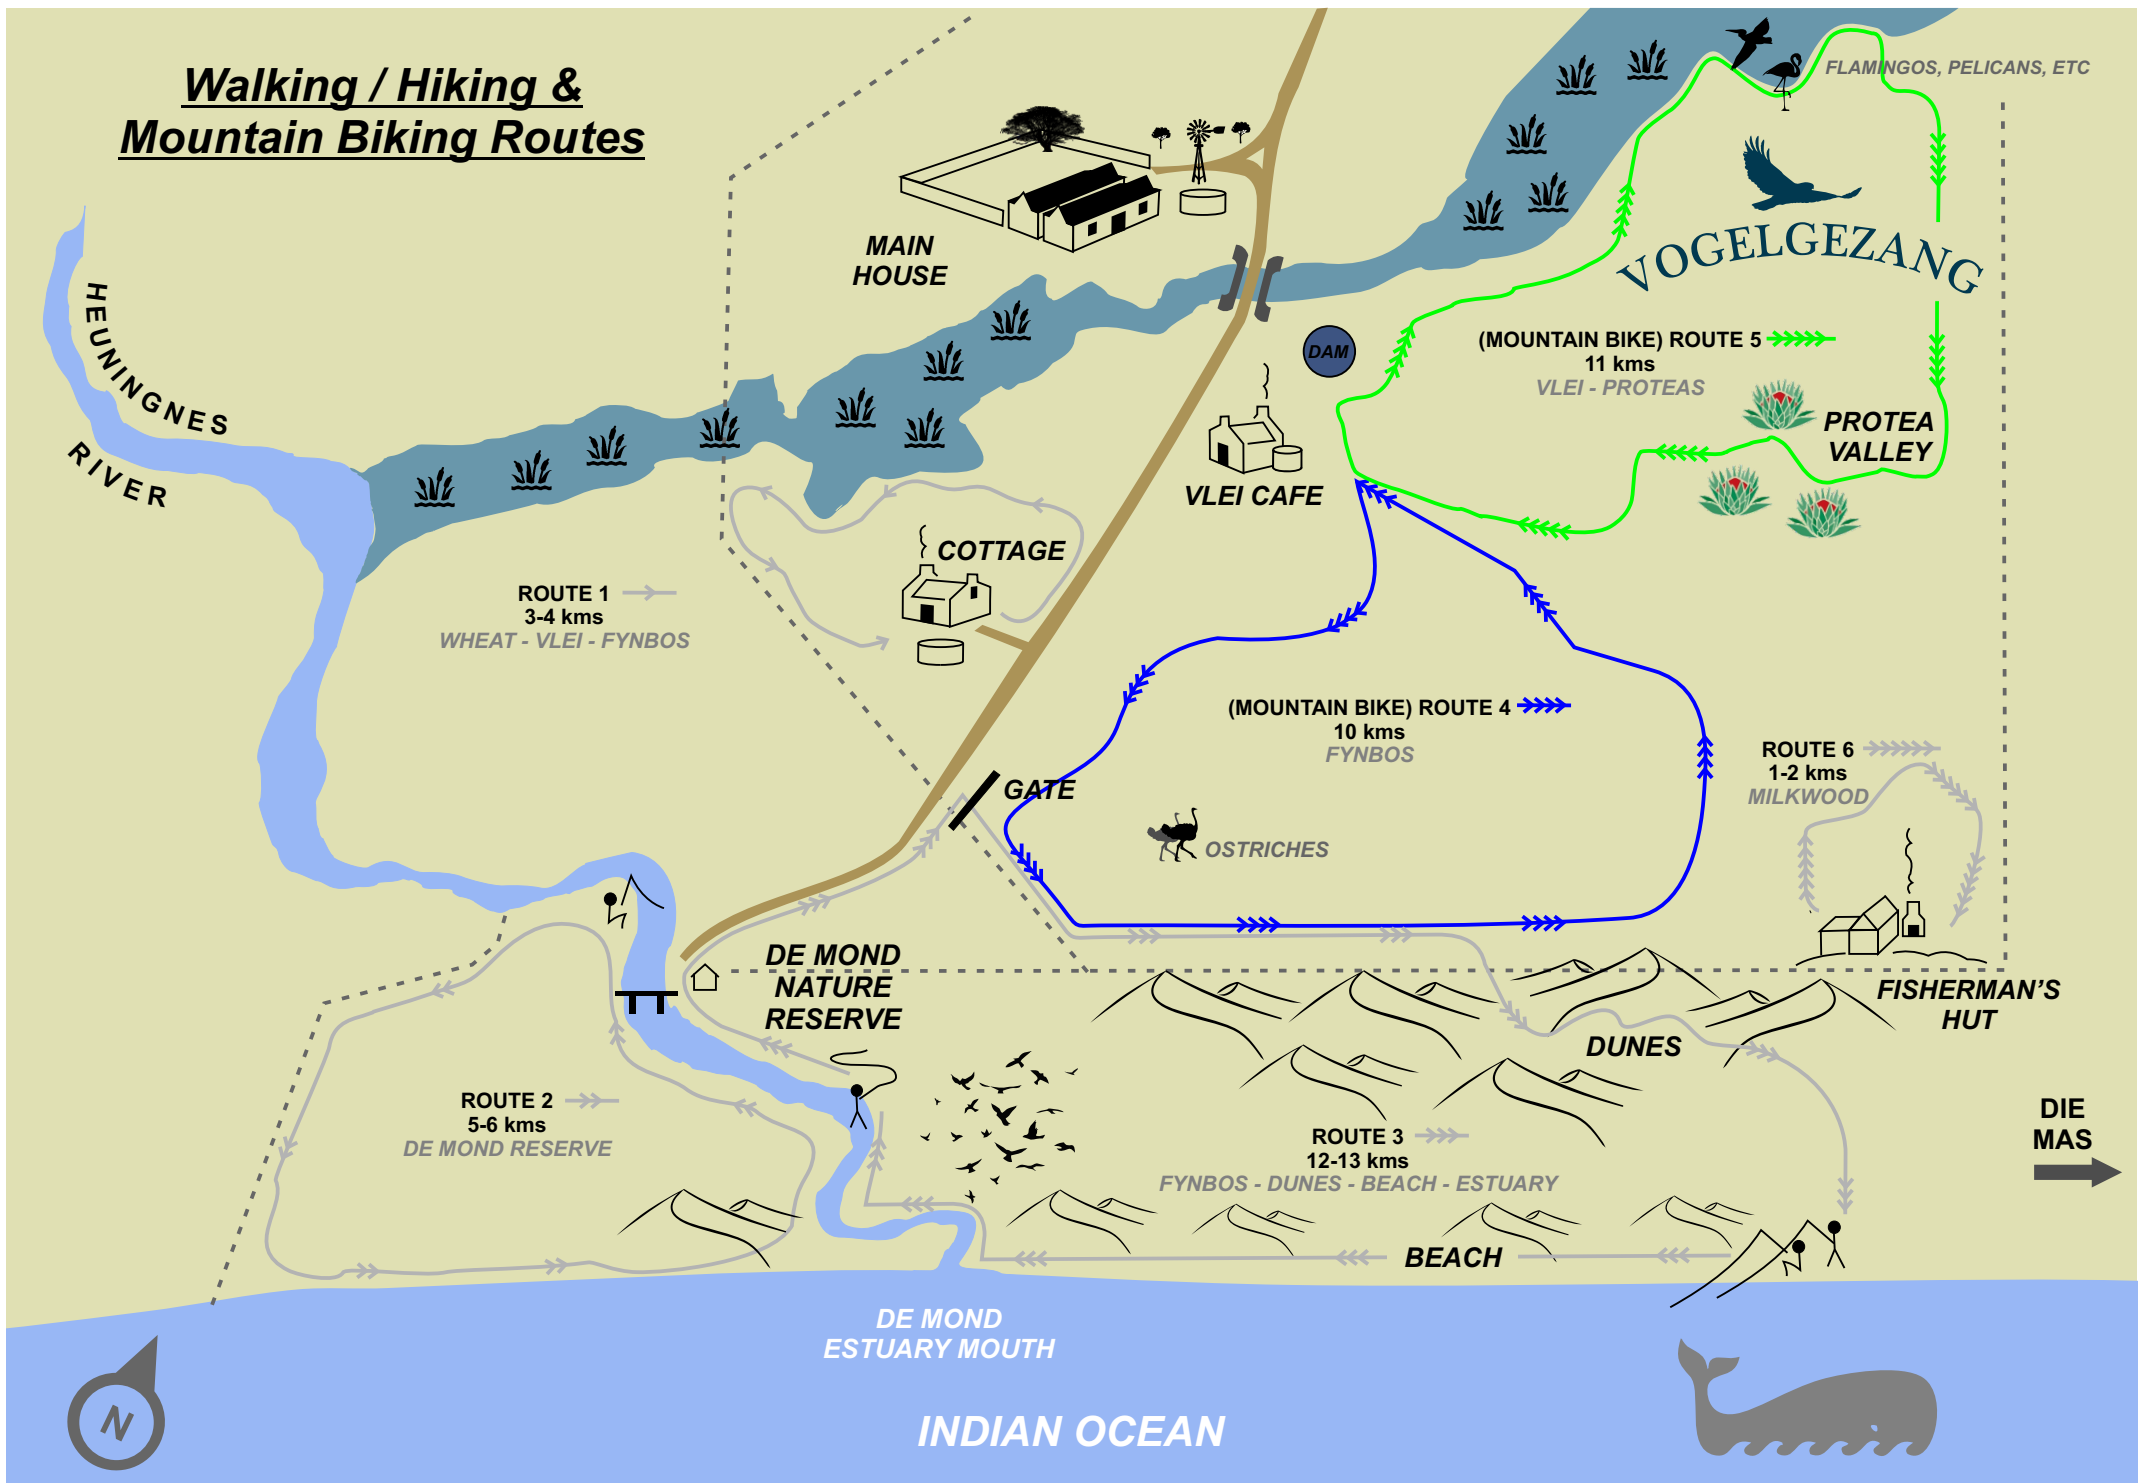 Walking / Hiking &
Mountain Biking Routes
FLAMINGOS, PELICANS, ETC
VOGELGEZANG
MAIN
HOUSE
HEUNINGNES
RIVER
DAM
(MOUNTAIN BIKE) ROUTE 5
11 kms
VLEI - PROTEAS
PROTEA
VALLEY
VLEI CAFE
COTTAGE
ROUTE 1
3-4 kms
WHEAT - VLEI - FYNBOS
(MOUNTAIN BIKE) ROUTE 4
10 kms
FYNBOS
ROUTE 6
1-2 kms
MILKWOOD
GATE
OSTRICHES
DE MOND
NATURE
RESERVE
FISHERMAN'S
HUT
DUNES
ROUTE 2
5-6 kms
DE MOND RESERVE
ROUTE 3
12-13 kms
FYNBOS - DUNES - BEACH - ESTUARY
DIE
MAS
BEACH
DE MOND
ESTUARY MOUTH
N
INDIAN OCEAN